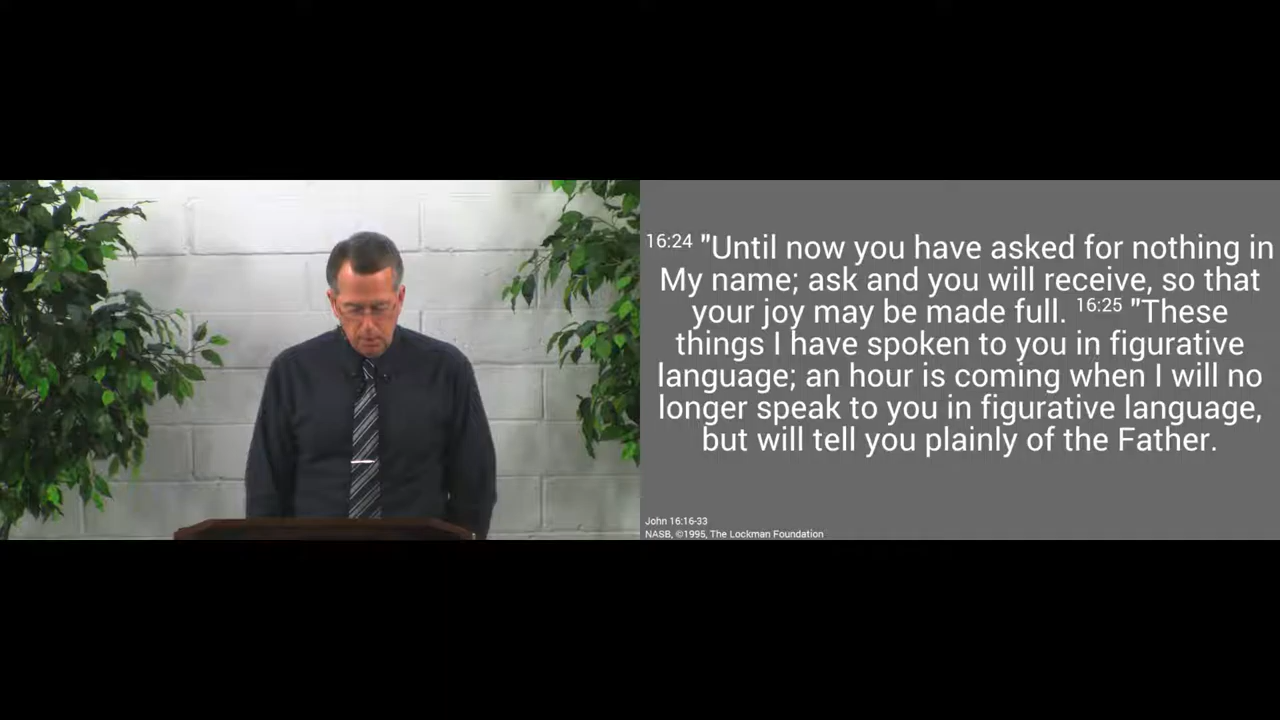 16:24 "Until now you have asked for nothing in
My name; ask and you will receive, so that
your joy may be made full. 16:25 "These
things I have spoken to you in figurative
language; an hour is coming when I will no
longer speak to you in figurative language,
but will tell you plainly of the Father.
John 16:16-33
NASB, ©1995, The Lockman Foundation